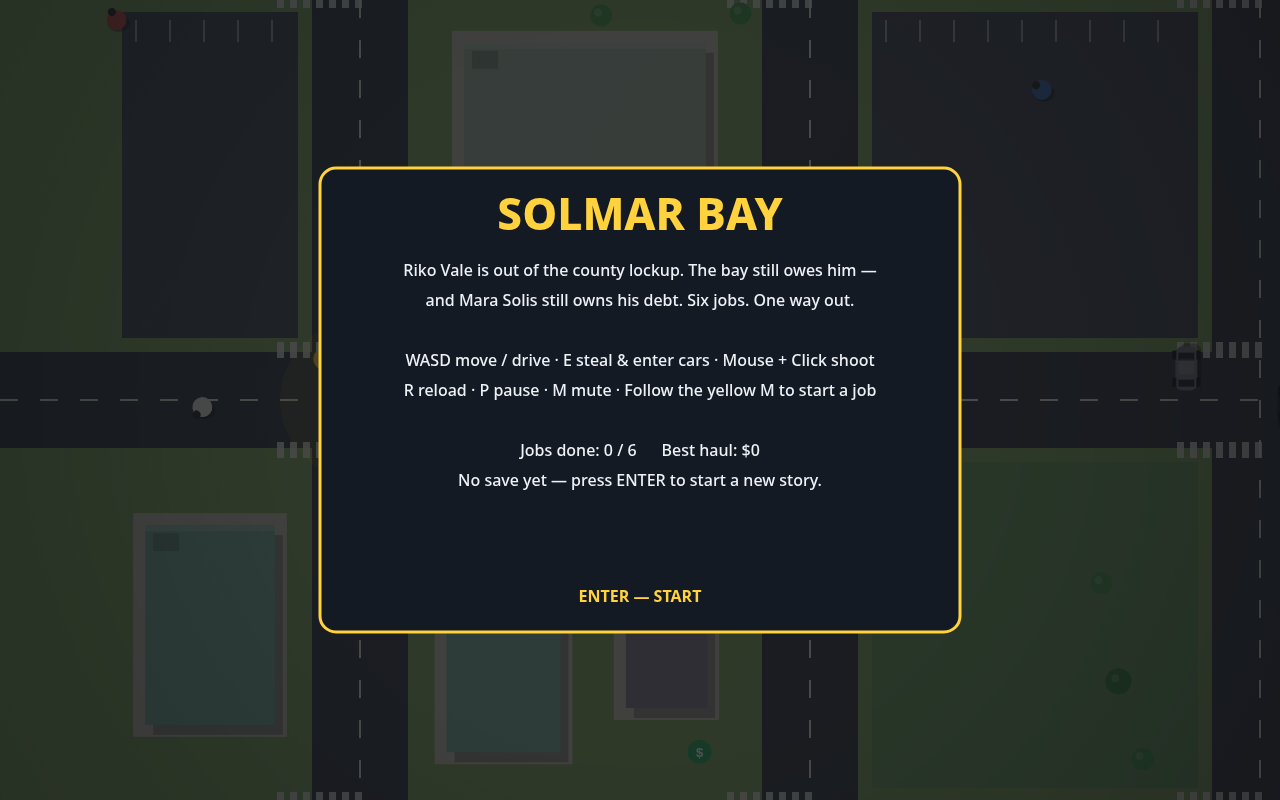 SOLMAR BAY
Riko Vale is out of the county lockup. The bay still owes him —
and Mara Solis still owns his debt. Six jobs. One way out.
WASD move / drive · E steal & enter cars · Mouse + Click shoot
R reload · P pause · M mute · Follow the yellow M to start a job
Jobs done: 0 / 6 Best haul: $0
No save yet — press ENTER to start a new story.
ENTER — START
$